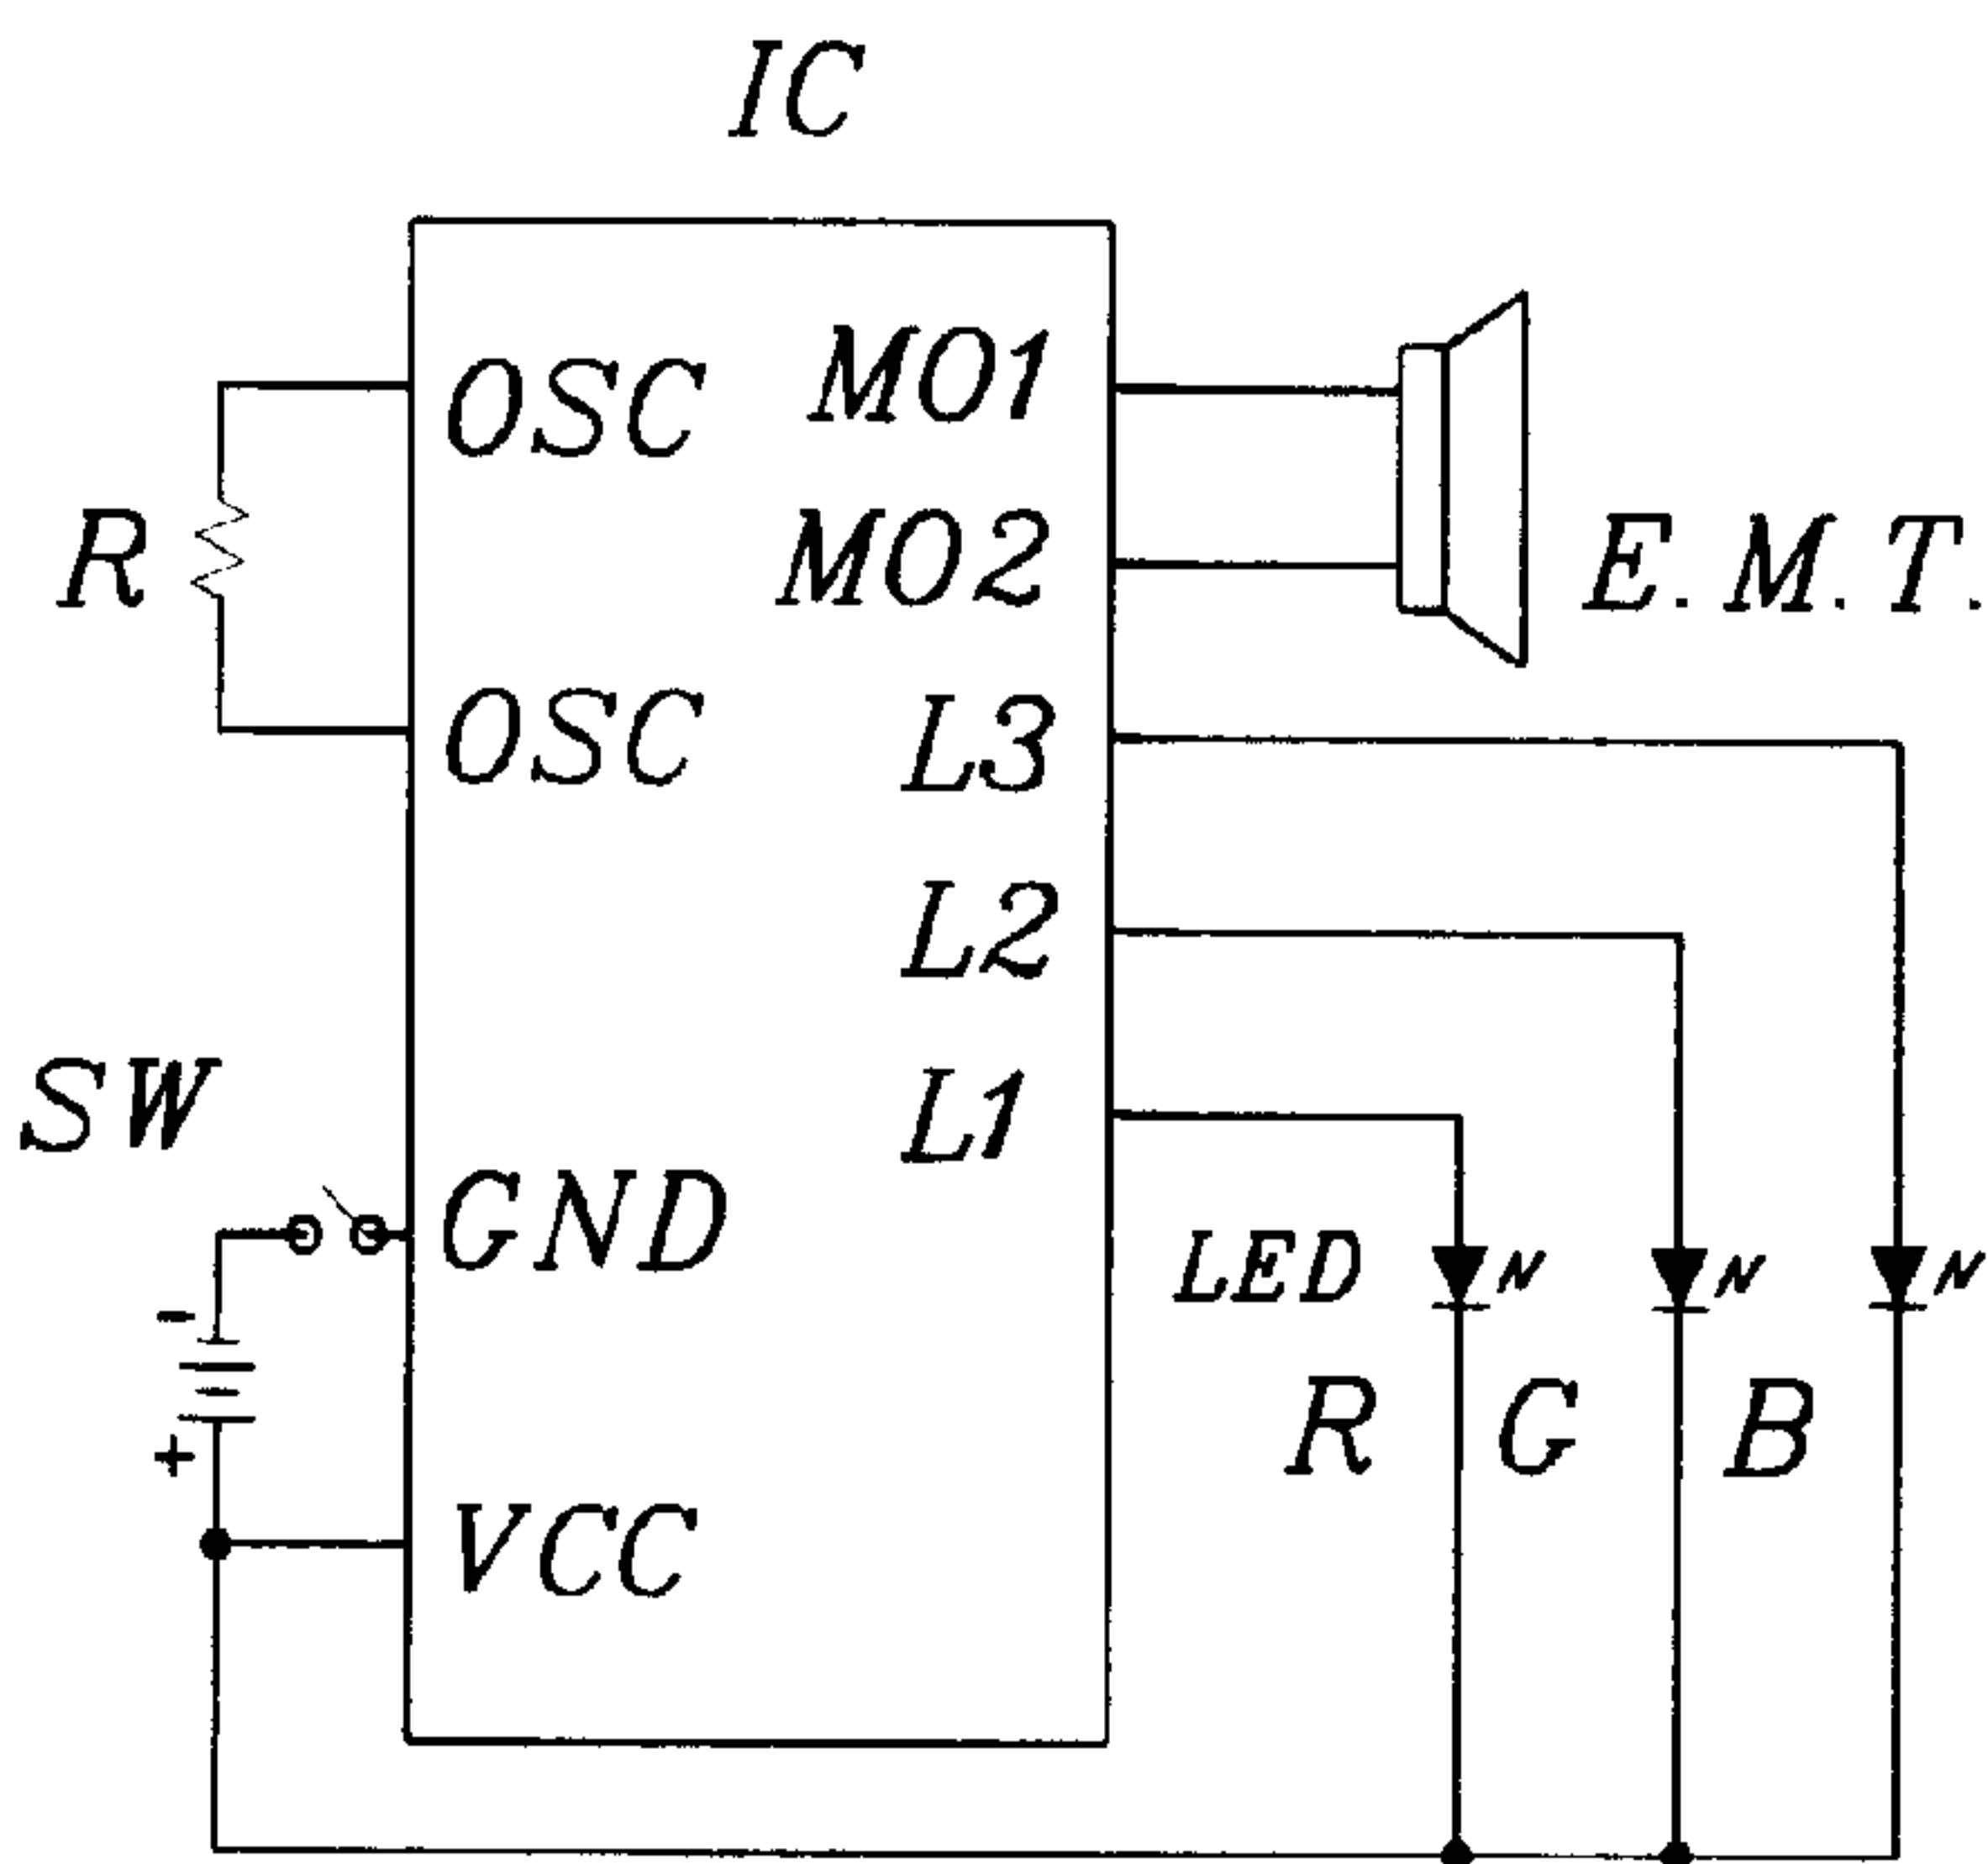 IC
OSC MO1
R MO2 E.M.T.
OSC L3
L2
SW L1
GND LED
-
R G B
+
VCC